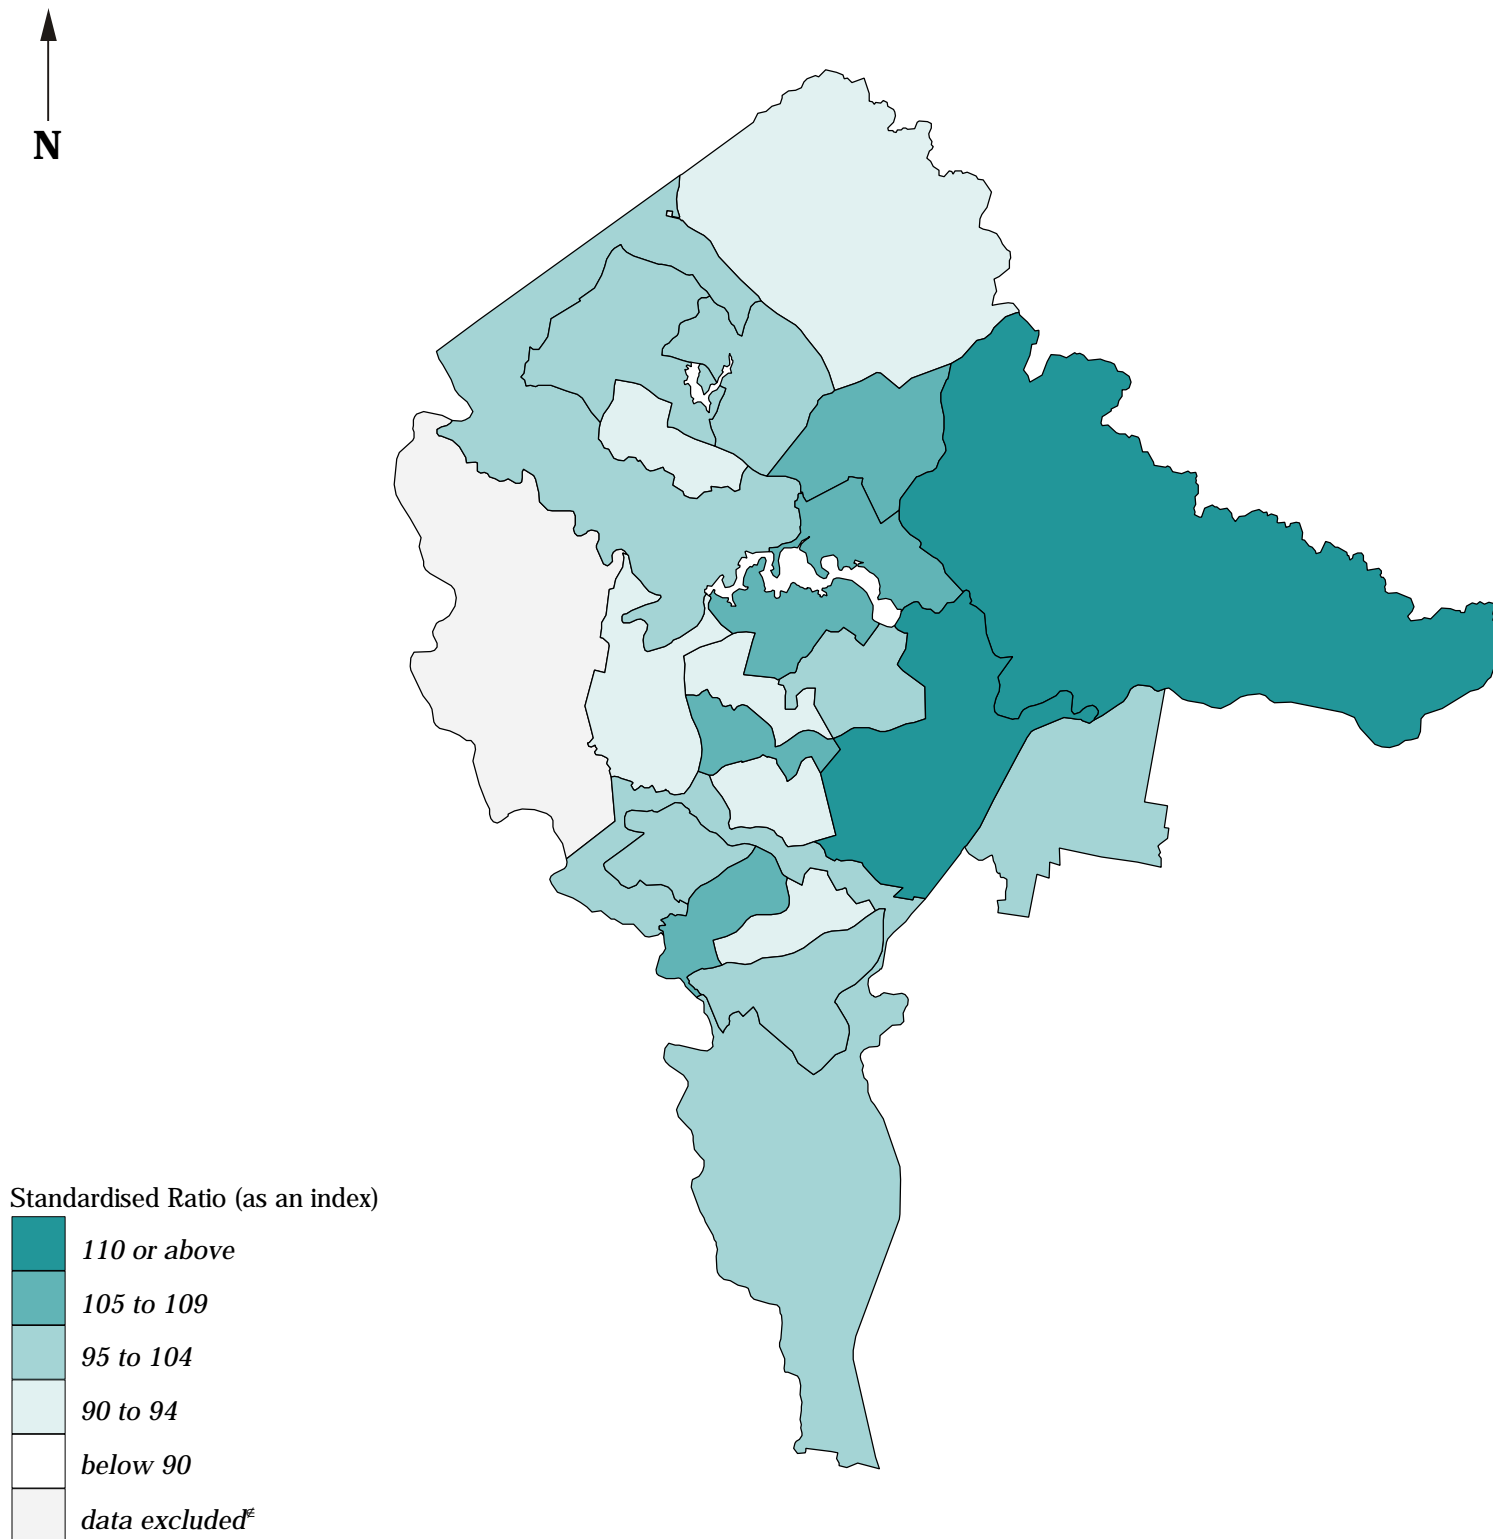 N
Standardised Ratio (as an index)
110 or above
105 to 109
95 to 104
90 to 94
below 90
data excluded